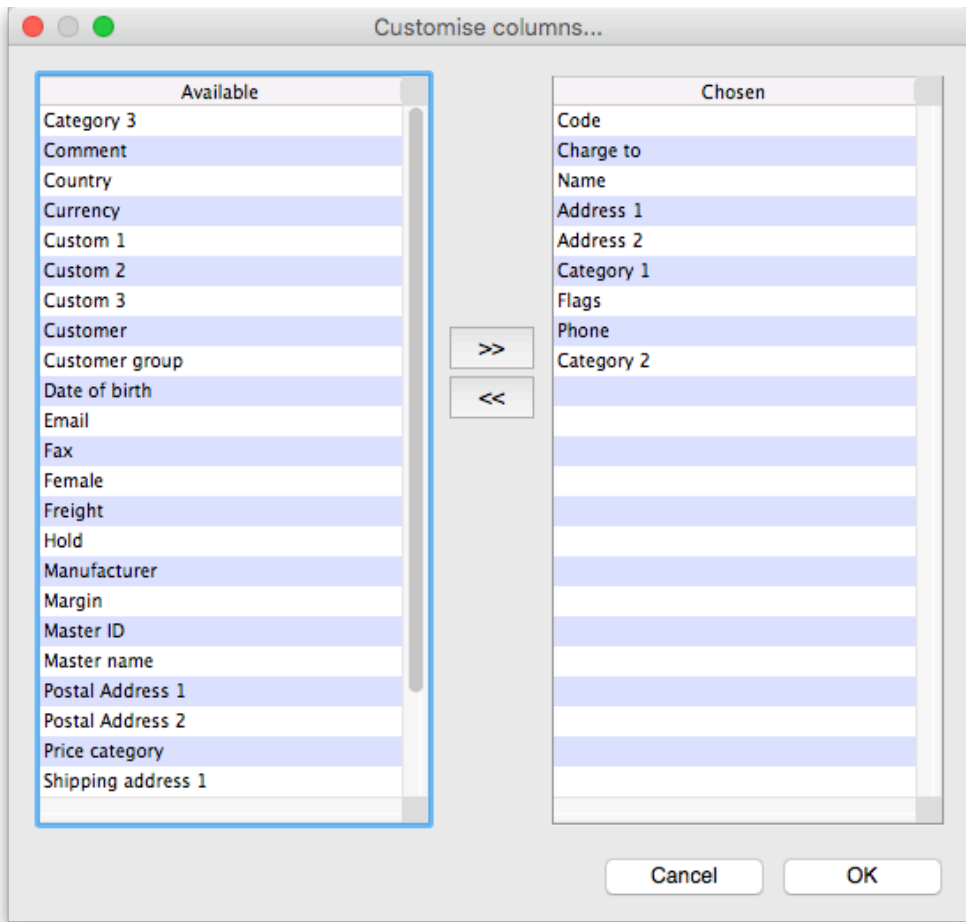 Customise columns...
Available
Category 3
Comment
Country
Currency
Custom 1
Custom 2
Custom 3
Customer
Customer group
Date of birth
Email
Fax
Female
Freight
Hold
Manufacturer
Margin
Master ID
Master name
Postal Address 1
Postal Address 2
Price category
Shipping address 1
>>
<<
Chosen
Code
Charge to
Name
Address 1
Address 2
Category 1
Flags
Phone
Category 2
Cancel
OK